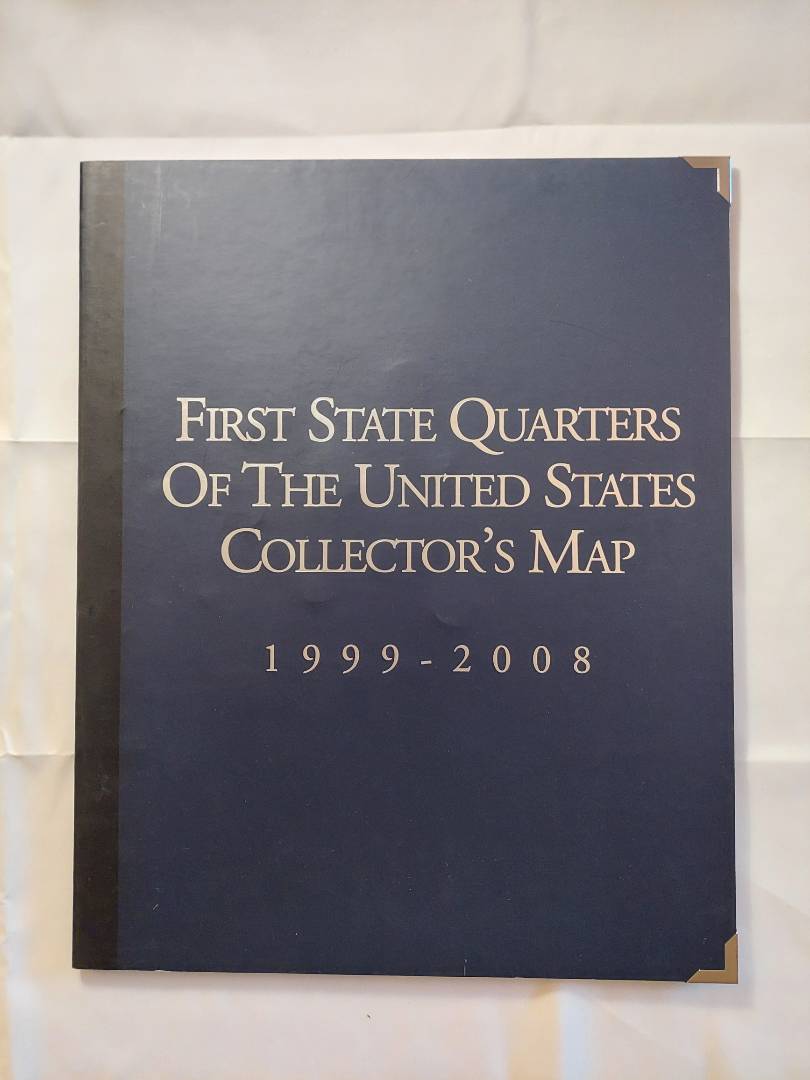 First State Quarters
Of The United States
Collector's Map
1999-2008